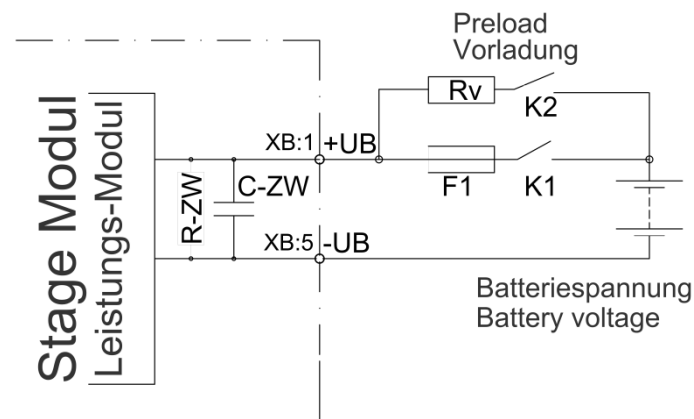 Preload
Vorladung
Rv
K2
XB:1
+UB
F1
K1
Stage Modul
Leistungs-Modul
R-ZW
C-ZW
XB:5
-UB
Batteriespannung
Battery voltage